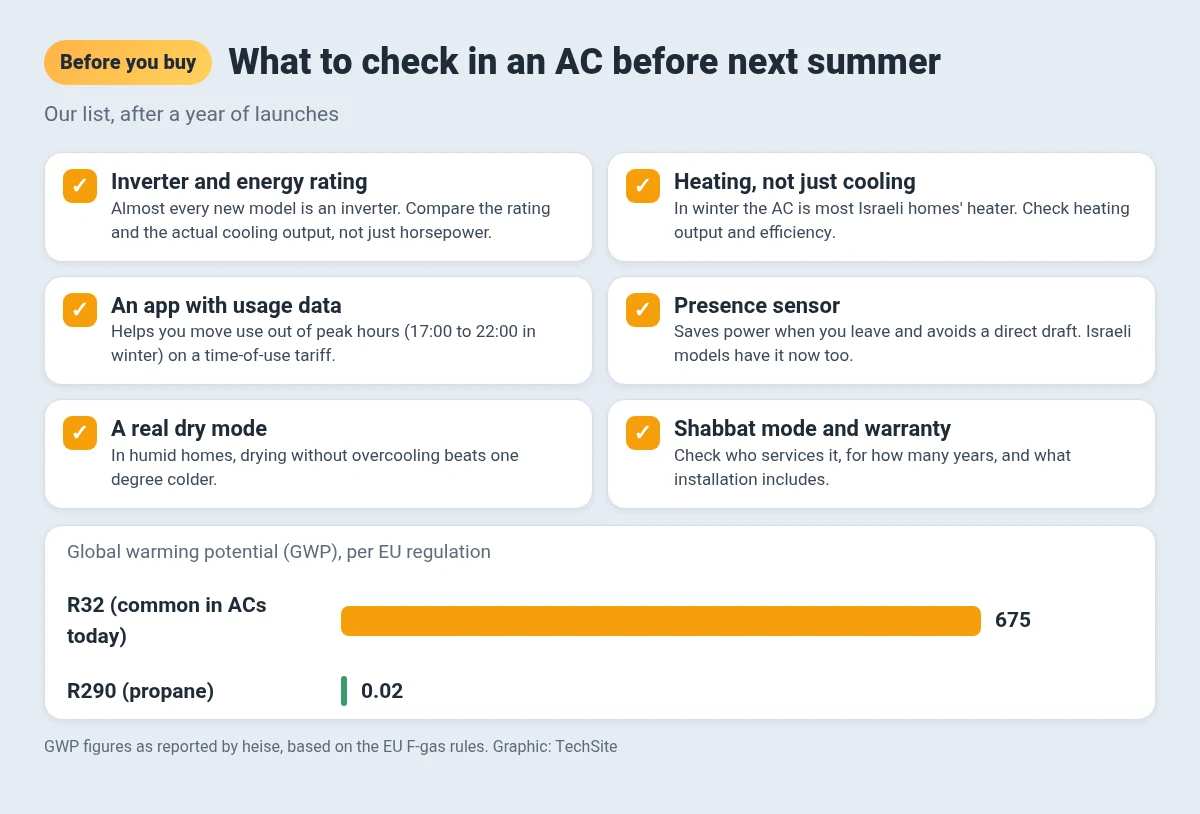 Before you buy
What to check in an AC before next summer
Our list, after a year of launches
✓
Inverter and energy rating
Almost every new model is an inverter. Compare the rating
and the actual cooling output, not just horsepower.
✓
Heating, not just cooling
In winter the AC is most Israeli homes' heater. Check heating
output and efficiency.
✓
An app with usage data
Helps you move use out of peak hours (17:00 to 22:00 in
winter) on a time-of-use tariff.
✓
Presence sensor
Saves power when you leave and avoids a direct draft. Israeli
models have it now too.
✓
A real dry mode
In humid homes, drying without overcooling beats one
degree colder.
✓
Shabbat mode and warranty
Check who services it, for how many years, and what
installation includes.
Global warming potential (GWP), per EU regulation
R32 (common in ACs
today)
675
R290 (propane)
0.02
GWP figures as reported by heise, based on the EU F-gas rules. Graphic: TechSite